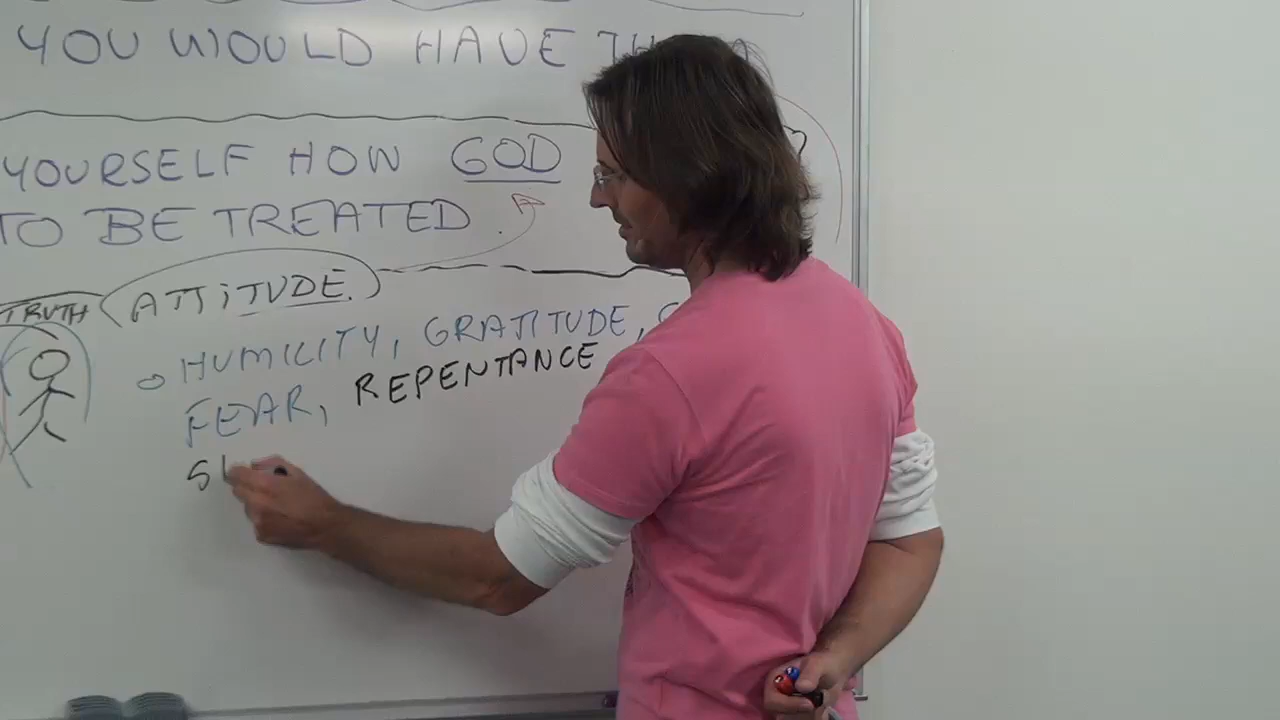 YOU WOULD HAVE
YOURSELF HOW GOD
TO BE TREATED.
TRUTH ATTITUDE.
HUMILITY, GRATITUDE,
FEAR, REPENTANCE